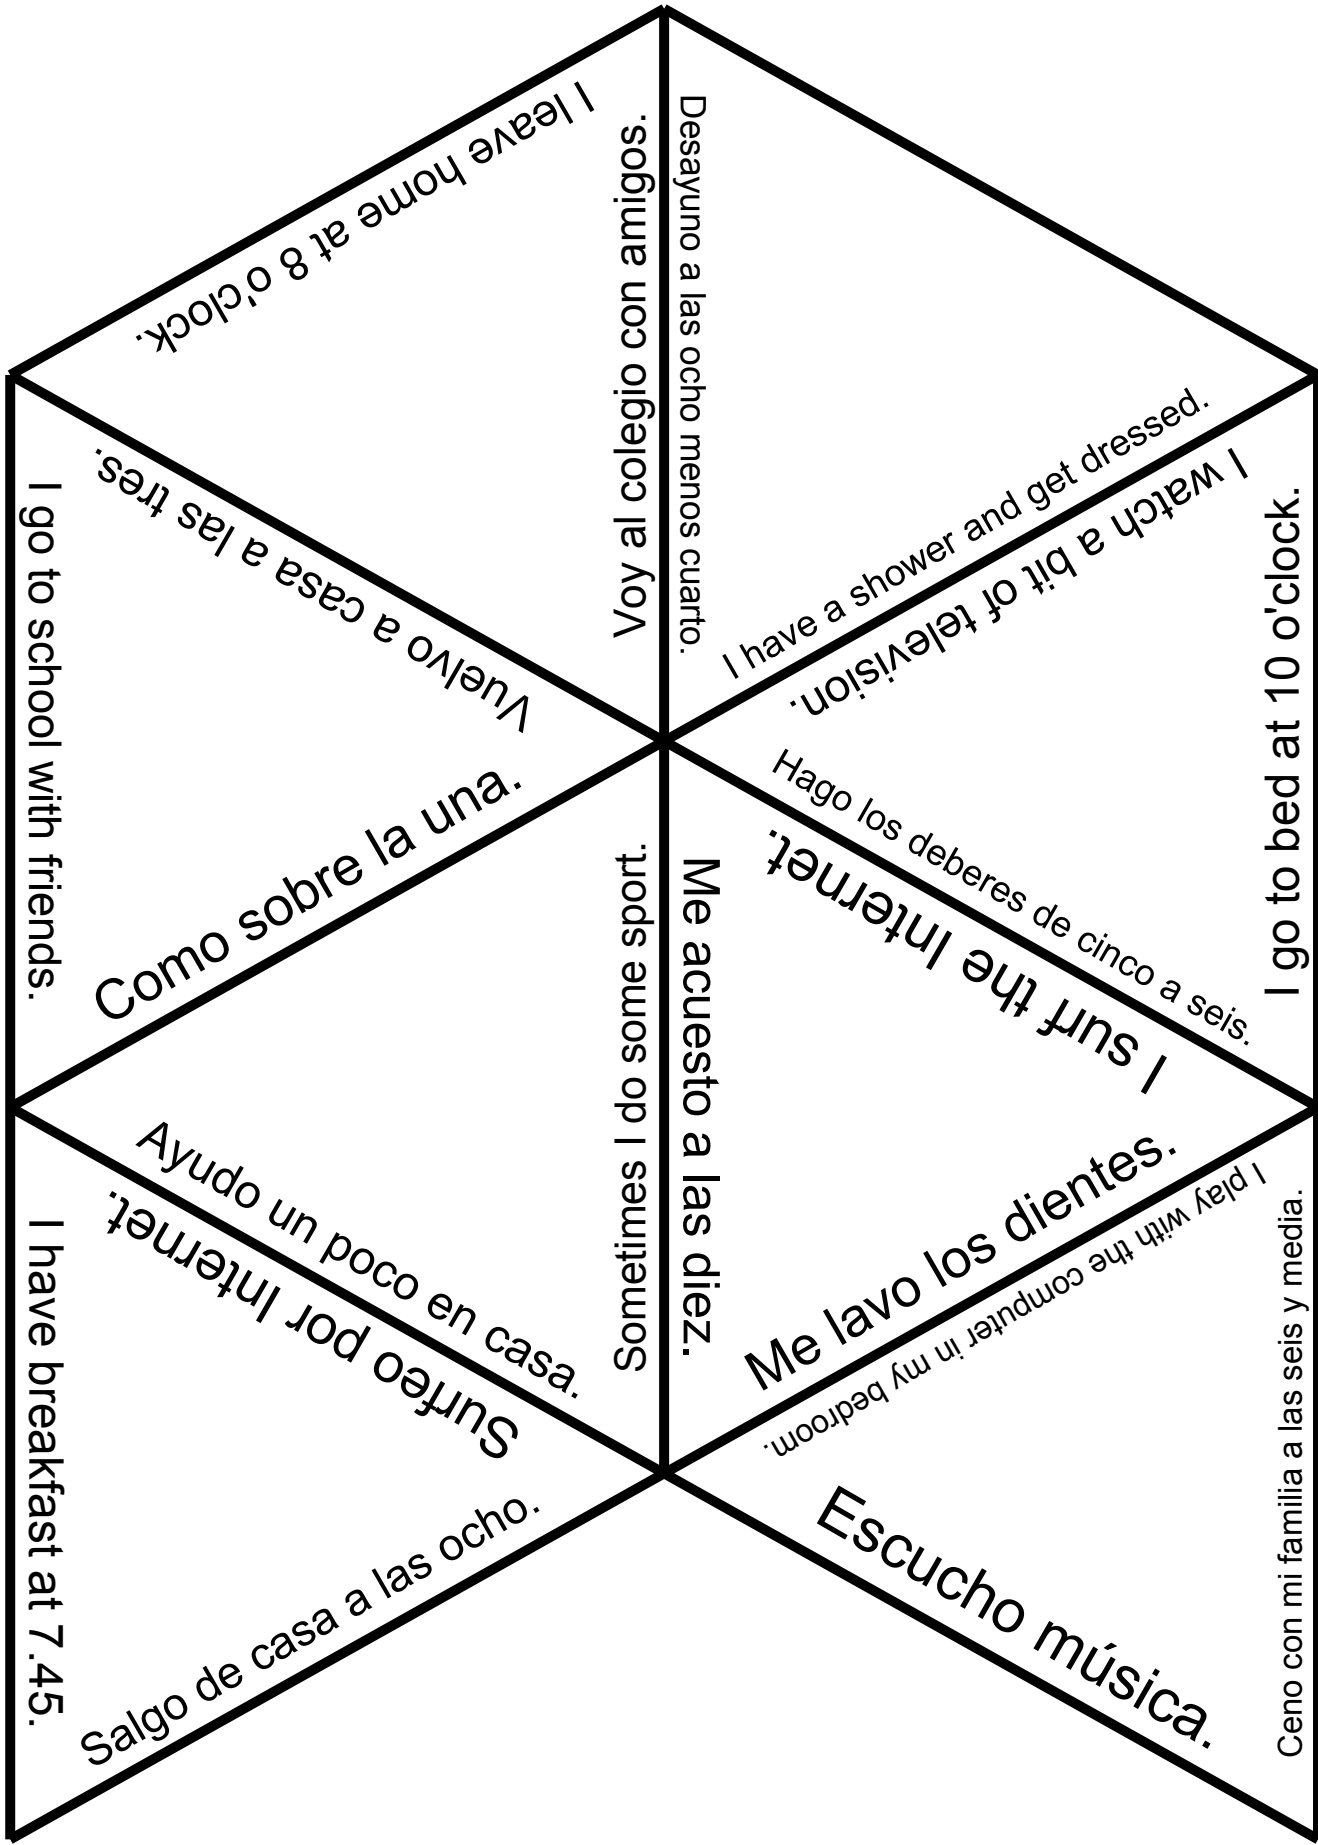 I leave home at 8 o'clock.
Voy al colegio con amigos.
Vuelvo a casa a las tres.
Desayuno a las ocho menos cuarto.
I have a shower and get dressed.
I watch a bit of television.
I go to bed at 10 o'clock.
Hago los deberes de cinco a seis.
I go to school with friends.
Como sobre la una.
Sometimes I do some sport.
Ayudo un poco en casa.
Me acuesto a las diez.
I surf the Internet.
Me lavo los dientes.
I have breakfast at 7.45.
Surfeo por Internet.
Salgo de casa a las ocho.
I play with the computer in my bedroom.
Escucho música.
Ceno con mi familia a las seis y media.